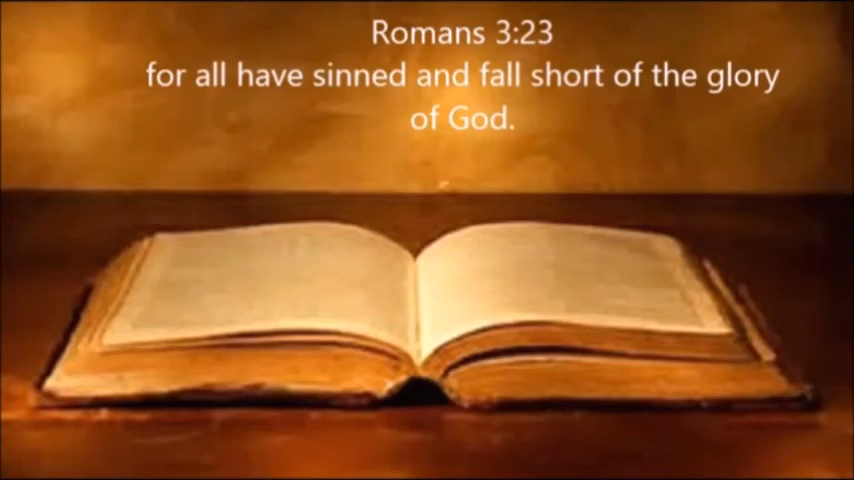 Romans 3:23
for all have sinned and fall short of the glory
of God.